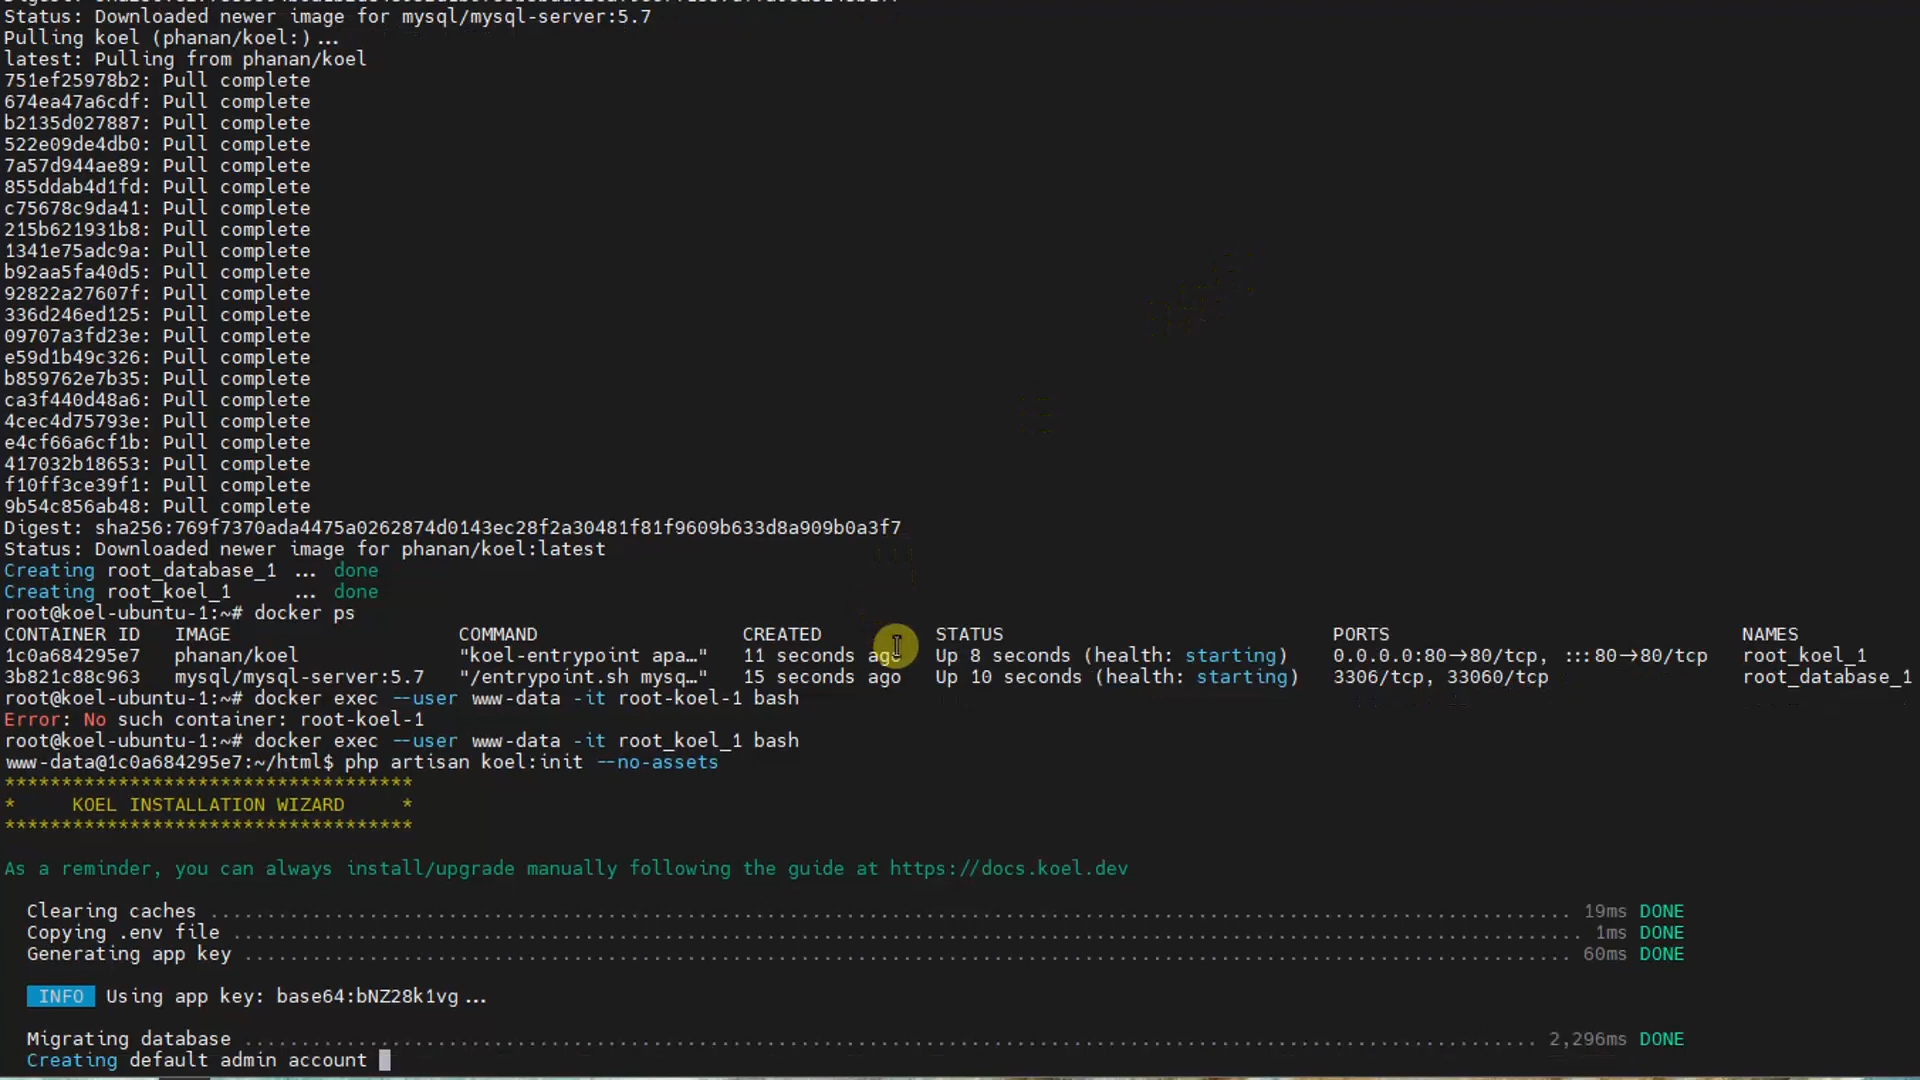 Status: Downloaded newer image for mysql/mysql-server:5.7
Pulling koel (phanan/koel:)...
latest: Pulling from phanan/koel
751ef25978b2: Pull complete
674ea47a6cdf: Pull complete
b2135d027887: Pull complete
522e09de4db0: Pull complete
7a57d944ae89: Pull complete
855ddab4d1fd: Pull complete
c75678c9da41: Pull complete
215b621931b8: Pull complete
1341e75adc9a: Pull complete
b92aa5fa40d5: Pull complete
92822a27607f: Pull complete
336d246ed125: Pull complete
09707a3fd23e: Pull complete
e59d1b49c326: Pull complete
b859762e7b35: Pull complete
ca3f440d48a6: Pull complete
4cec4d75793e: Pull complete
e4cf66a6cf1b: Pull complete
417032b18653: Pull complete
f10ff3ce39f1: Pull complete
9b54c856ab48: Pull complete
Digest: sha256:769f7370ada4475a0262874d0143ec28f2a30481f81f9609b633d8a909b0a3f7
Status: Downloaded newer image for phanan/koel:latest
Creating root_database_1 ... done
Creating root_koel_1 ... done
root@koel-ubuntu-1:~# docker ps
CONTAINER ID IMAGE COMMAND CREATED STATUS PORTS NAMES
1c0a684295e7 phanan/koel "koel-entrypoint apa…" 11 seconds ago Up 8 seconds (health: starting) 0.0.0.0:80->80/tcp, :::80->80/tcp root_koel_1
3b821c88c963 mysql/mysql-server:5.7 "/entrypoint.sh mysq…" 15 seconds ago Up 10 seconds (health: starting) 3306/tcp, 33060/tcp root_database_1
root@koel-ubuntu-1:~# docker exec --user www-data -it root-koel-1 bash
Error: No such container: root-koel-1
root@koel-ubuntu-1:~# docker exec --user www-data -it root_koel_1 bash
www-data@1c0a684295e7:~/html$ php artisan koel:init --no-assets
************************************
* KOEL INSTALLATION WIZARD *
************************************
As a reminder, you can always install/upgrade manually following the guide at https://docs.koel.dev
Clearing caches ........................................ 19ms DONE
Copying .env file ........................................ 1ms DONE
Generating app key ........................................ 60ms DONE
INFO Using app key: base64:bNZ28k1vg...
Migrating database ........................................ 2,296ms DONE
Creating default admin account